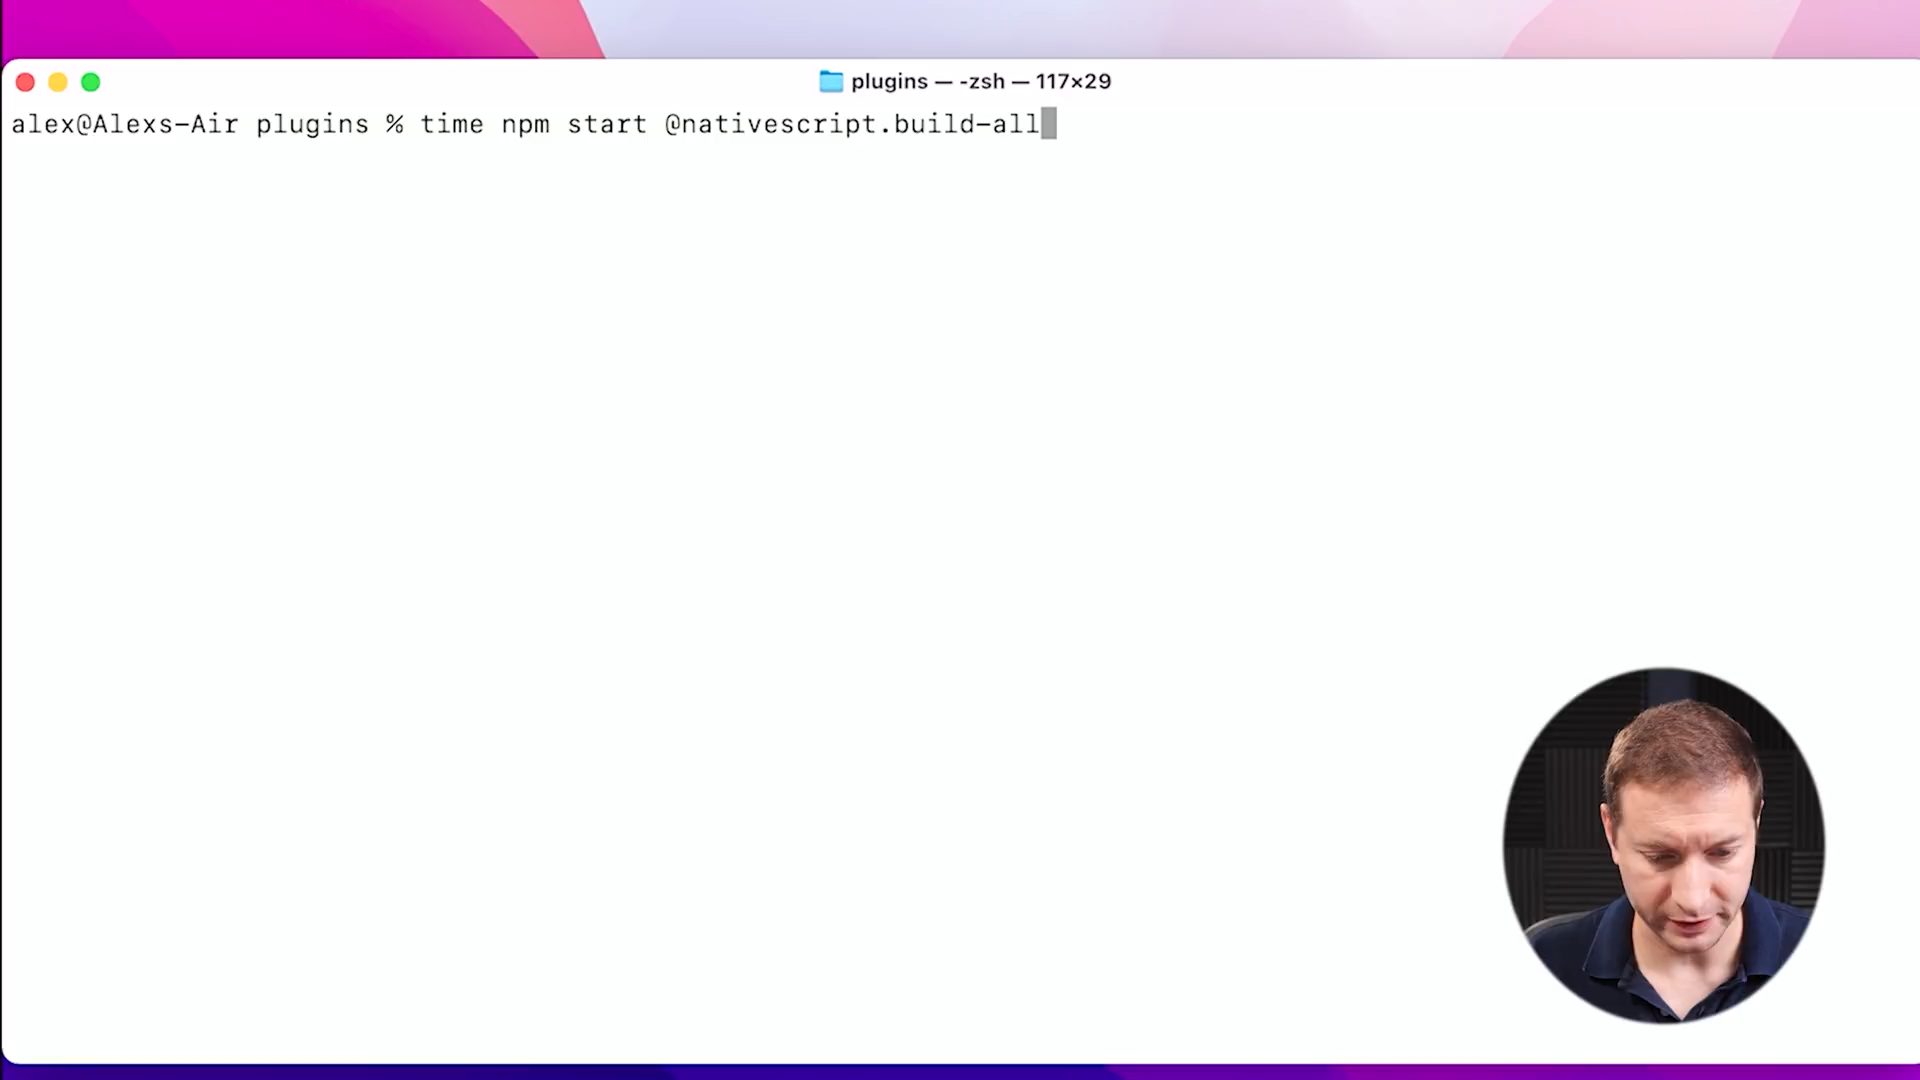 plugins — -zsh — 117×29
alex@Alexs-Air plugins % time npm start @nativescript.build-all